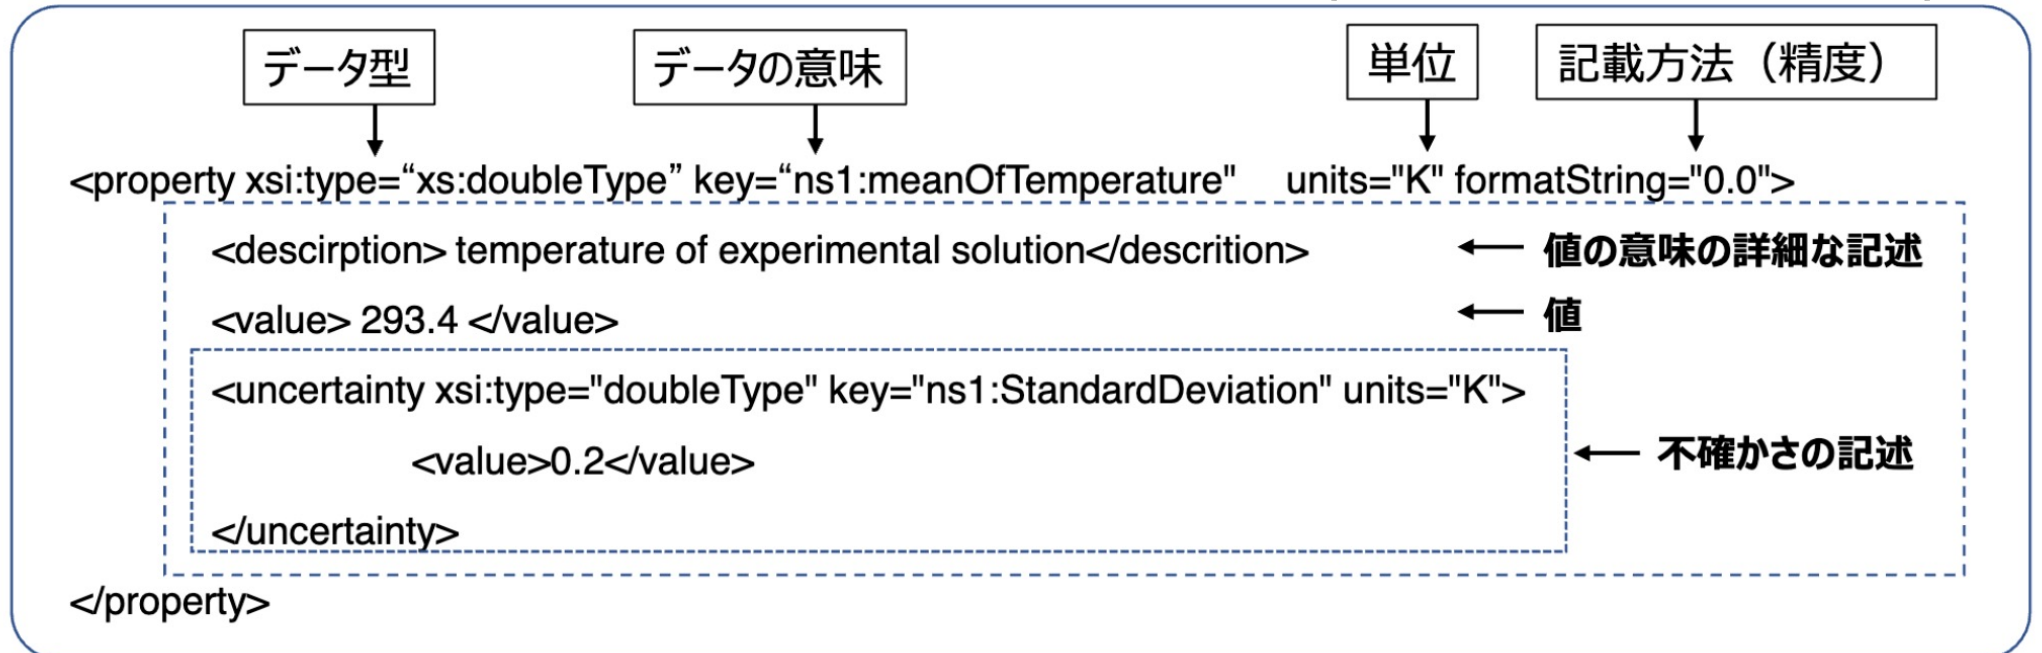 データ型 データの意味 単位 記載方法（精度）
<property xsi:type=“xs:doubleType” key=“ns1:meanOfTemperature" units="K" formatString="0.0">
<descirption> temperature of experimental solution</descrition> 値の意味の詳細な記述
<value> 293.4 </value> 値
<uncertainty xsi:type="doubleType" key="ns1:StandardDeviation" units="K">
<value>0.2</value> 不確かさの記述
</uncertainty>
</property>